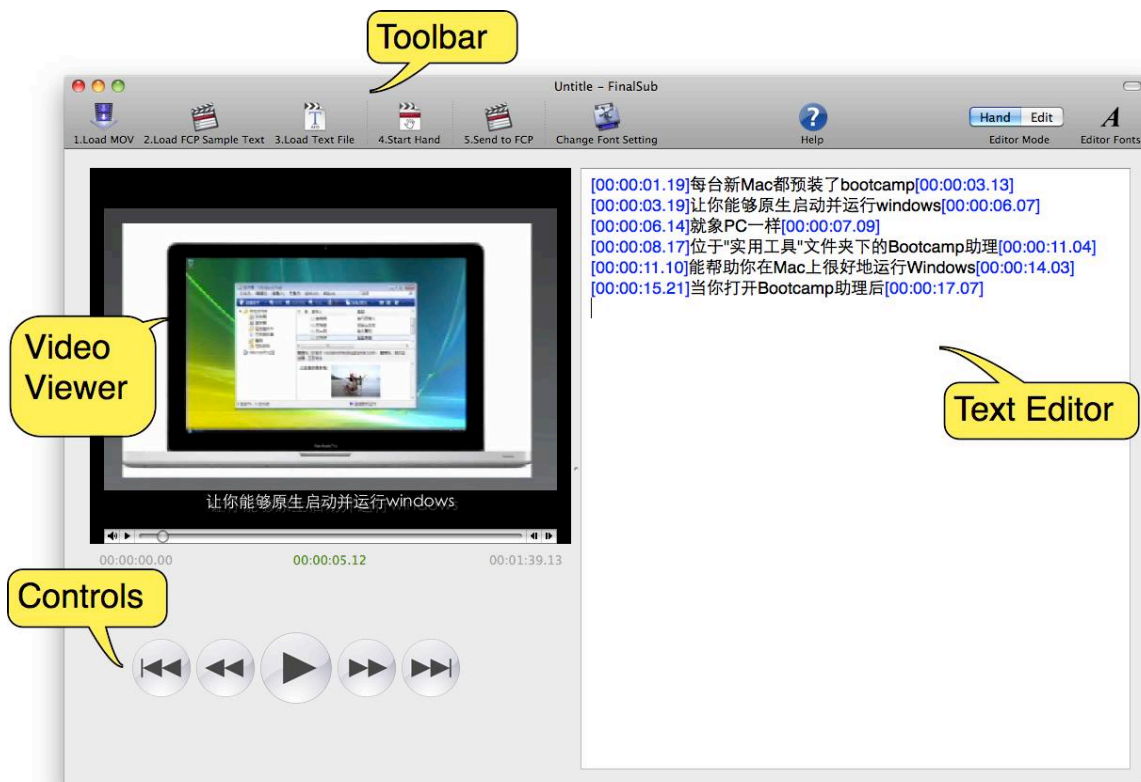 Toolbar
Untitle – FinalSub
1.Load MOV 2.Load FCP Sample Text 3.Load Text File 4.Start Hand 5.Send to FCP Change Font Setting Help Hand Edit Editor Mode Editor Fonts
[00:00:01.19]每台新Mac都预装了bootcamp[00:00:03.13]
[00:00:03.19]让你能够原生启动并运行windows[00:00:06.07]
[00:00:06.14]就象PC一样[00:00:07.09]
[00:00:08.17]位于"实用工具"文件夹下的Bootcamp助理[00:00:11.04]
[00:00:11.10]能帮助你在Mac上很好地运行Windows[00:00:14.03]
[00:00:15.21]当你打开Bootcamp助理后[00:00:17.07]
Video
Viewer
Text Editor
让你能够原生启动并运行windows
00:00:00.00 00:00:05.12 00:01:39.13
Controls